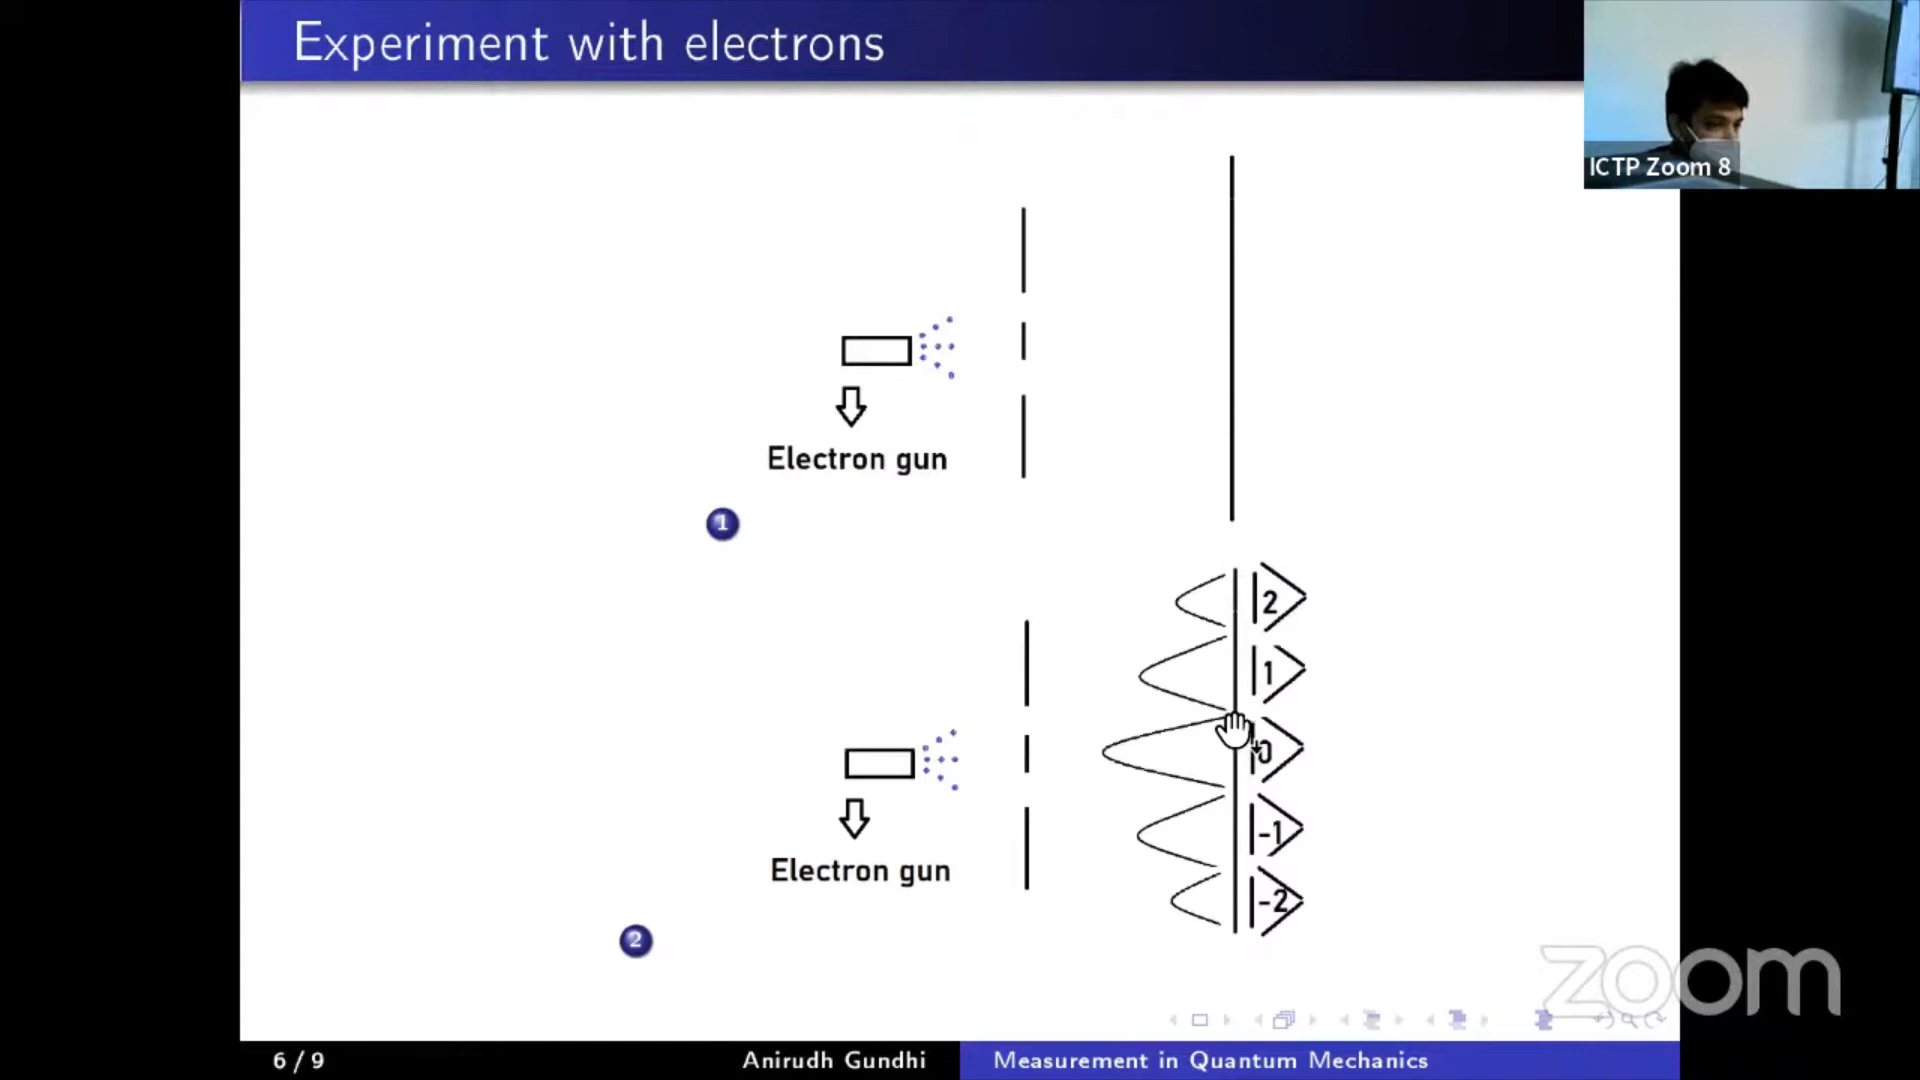 Experiment with electrons
ICTP Zoom 8
Electron gun
1
|2>
|1>
|0>
|-1>
|-2>
Electron gun
2
zoom
6 / 9
Anirudh Gundhi
Measurement in Quantum Mechanics